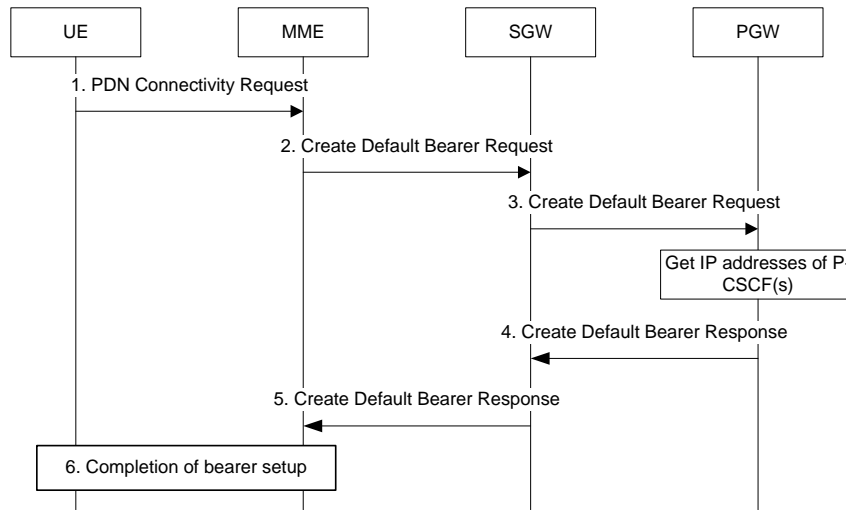 UE
MME
SGW
PGW
1. PDN Connectivity Request
2. Create Default Bearer Request
3. Create Default Bearer Request
Get IP addresses of P-
CSCF(s)
4. Create Default Bearer Response
5. Create Default Bearer Response
6. Completion of bearer setup